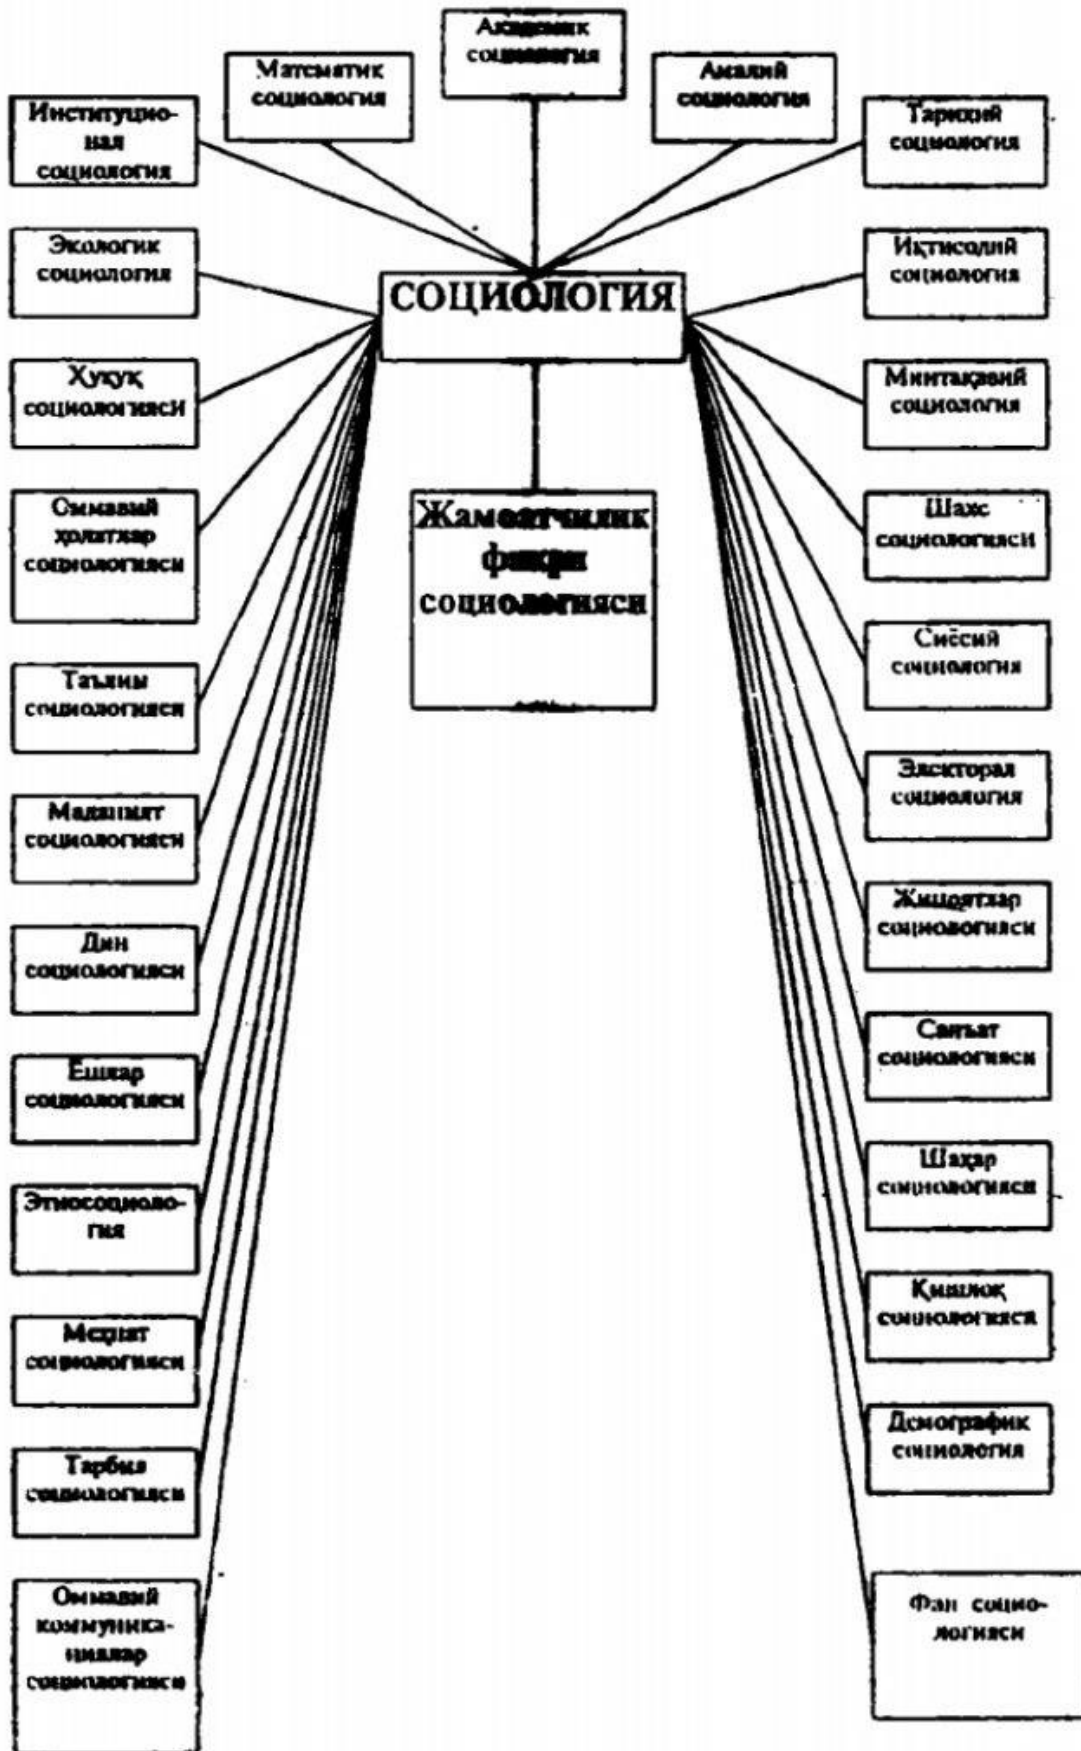 Академик
социология
Математик
социология
Амалий
социология
Институцио-
нал
социология
Тарихий
социология
Экологик
социология
СОЦИОЛОГИЯ
Иқтисодий
социология
Ҳуқуқ
социологияси
Минтақавий
социология
Оммавий
ҳолатлар
социологияси
Жамоатчилик
фикри
социологияси
Шахс
социологияси
Сиёсий
социология
Таълим
социологияси
Электорал
социология
Маданият
социологияси
Жиноятлар
социологияси
Дин
социологияси
Санъат
социологияси
Ёшлар
социологияси
Шаҳар
социологияси
Этносоциоло-
гия
Қишлоқ
социологияси
Меҳнат
социологияси
Демографик
социология
Тарбия
социологияси
Оммавий
коммуника-
циялар
социологияси
Фан социо-
логияси